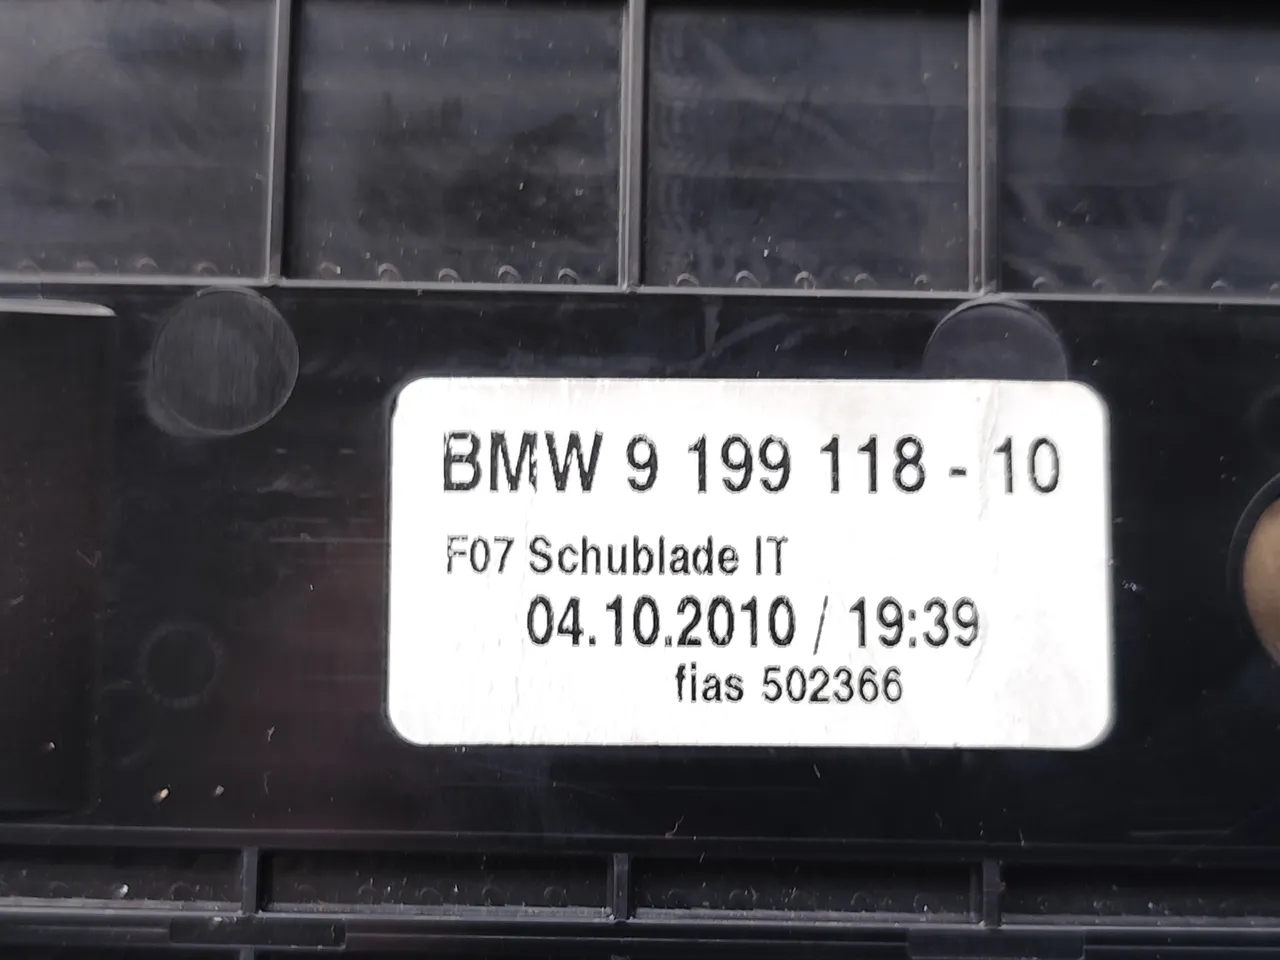 BMW 9 199 118 - 10
F07 Schublade IT
04.10.2010 / 19:39
fias 502366